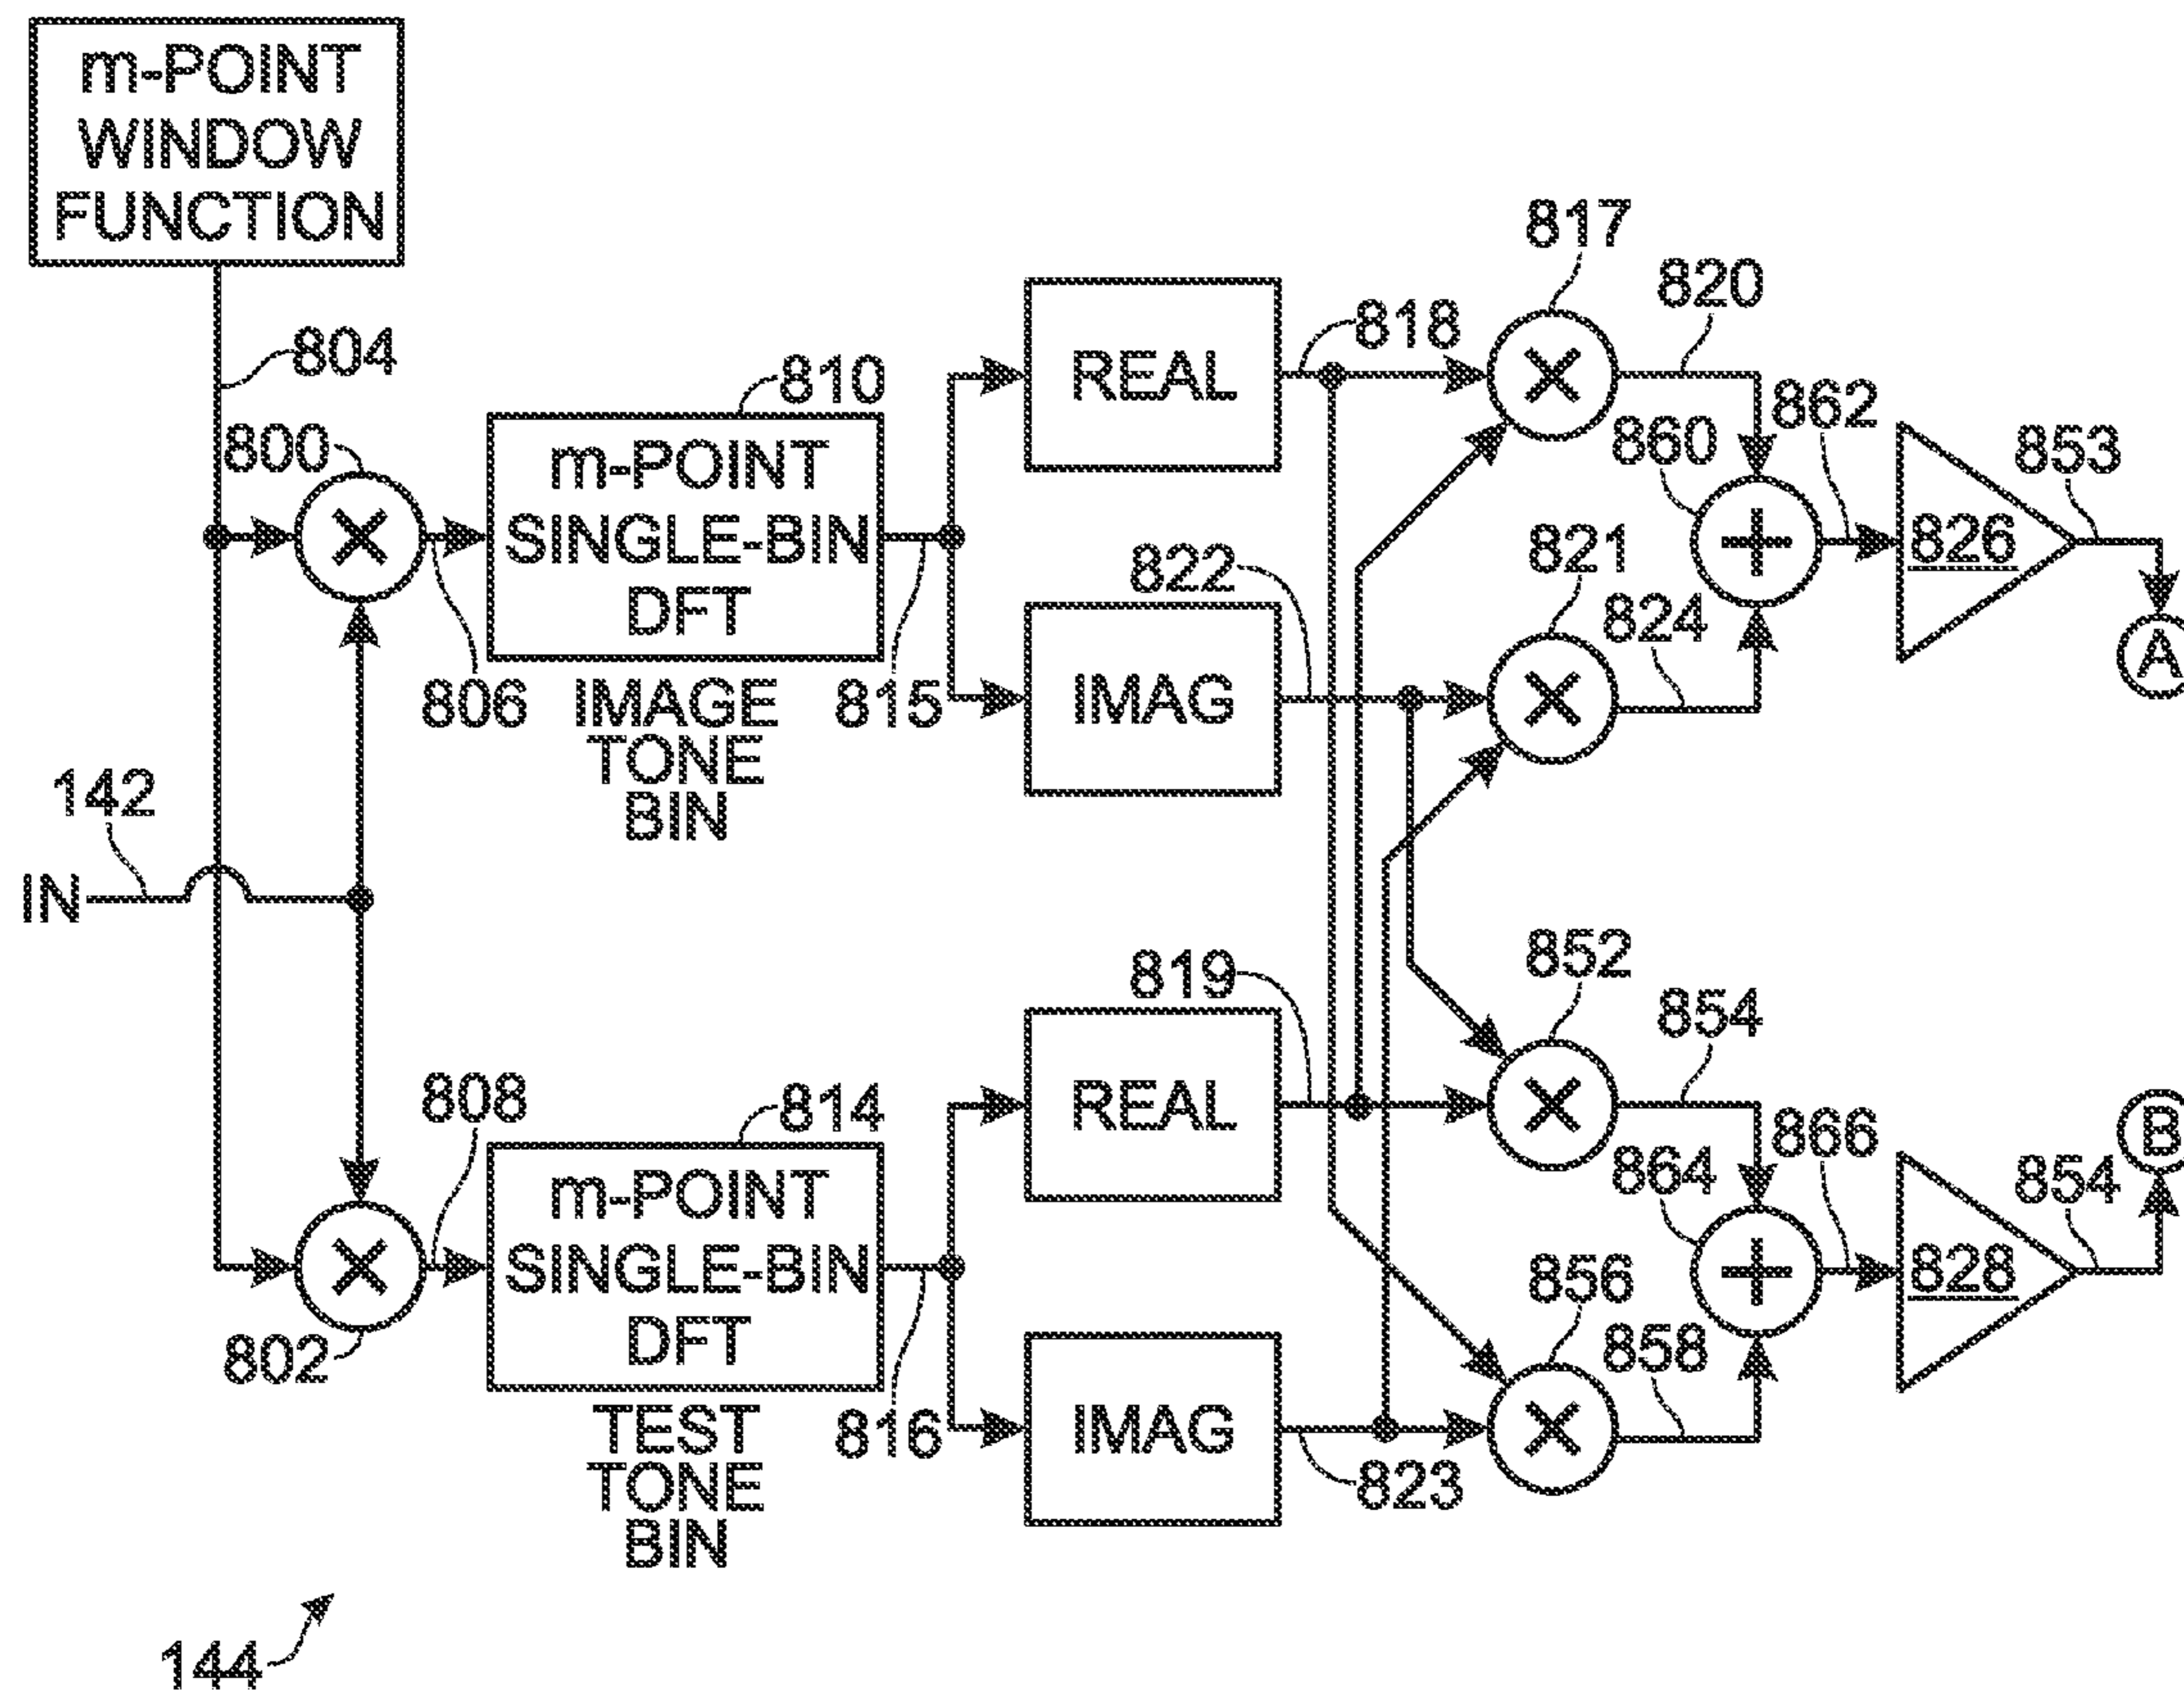 m-POINT
WINDOW
FUNCTION
817
820
804
818
810
REAL
862
800
860
853
m-POINT
SINGLE-BIN
DFT
826
821
822
824
A
806
IMAGE
TONE
BIN
815
IMAG
142
IN
852
819
854
808
814
REAL
B
866
864
854
m-POINT
SINGLE-BIN
DFT
828
856
858
802
TEST
TONE
BIN
816
IMAG
823
144